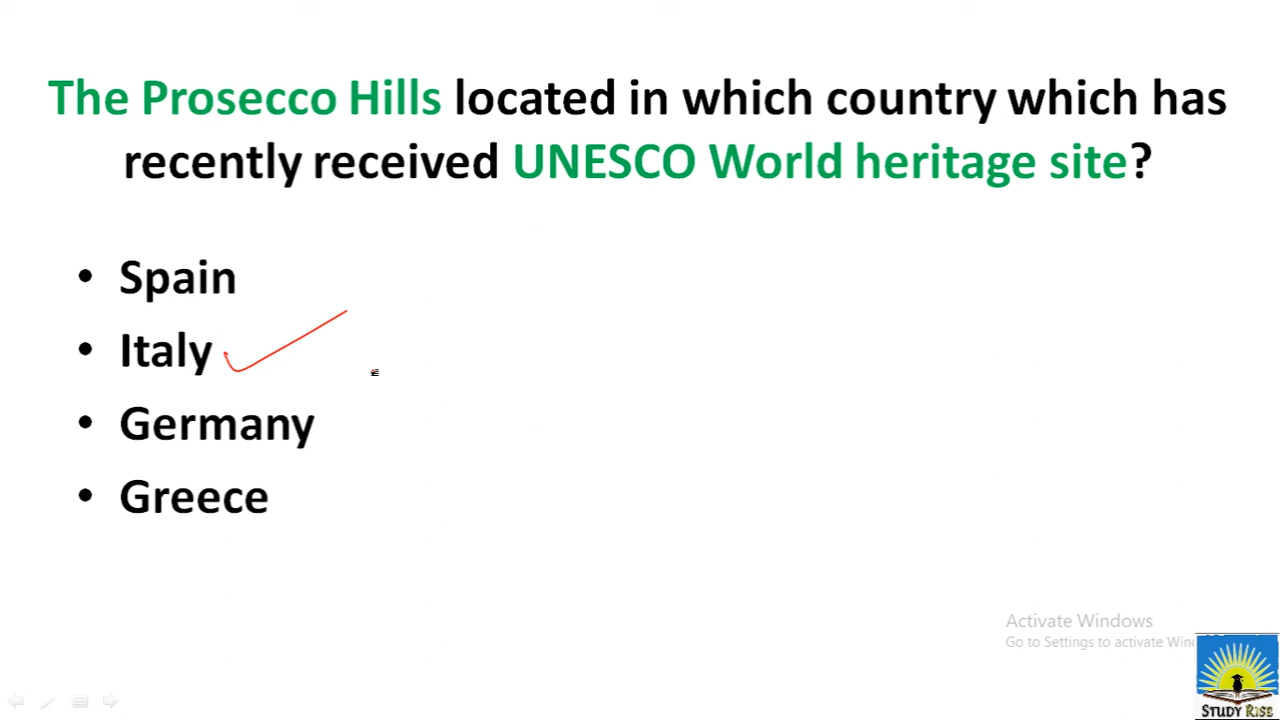 The Prosecco Hills located in which country which has
recently received UNESCO World heritage site?
• Spain
• Italy
• Germany
• Greece
Activate Windows
Go to Settings to activate Win
STUDY RISE